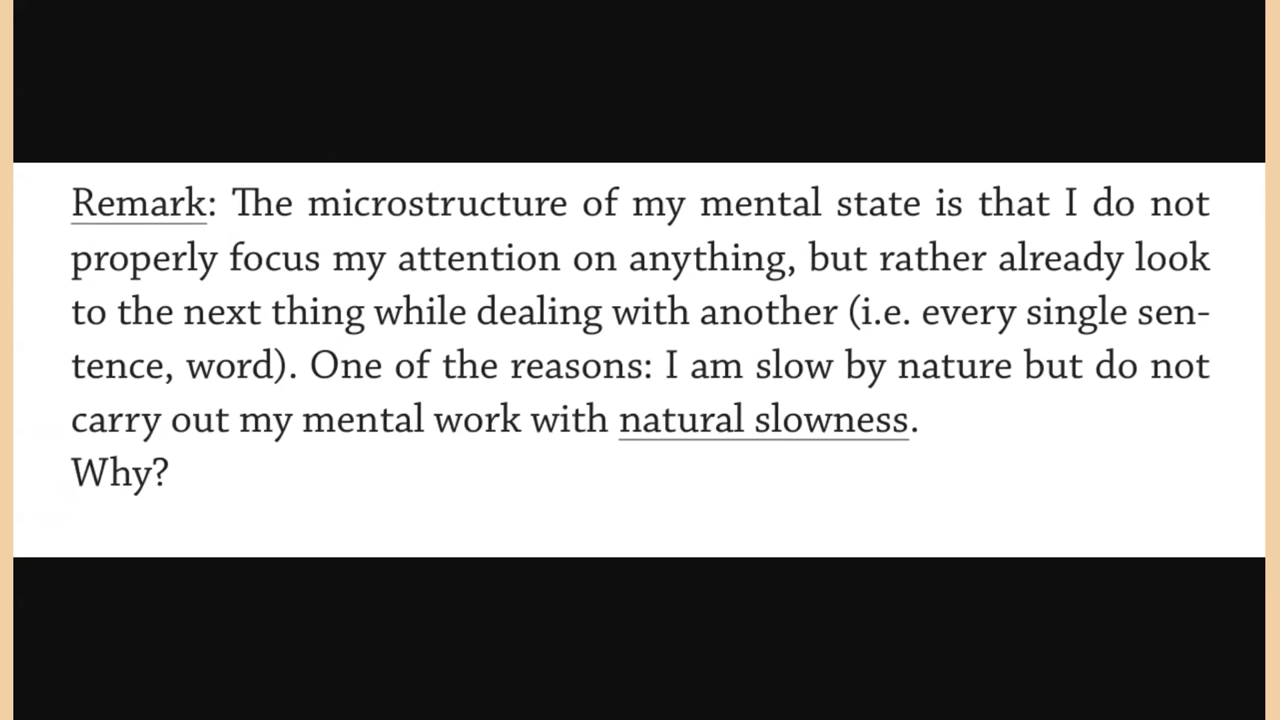 Remark: The microstructure of my mental state is that I do not
properly focus my attention on anything, but rather already look
to the next thing while dealing with another (i.e. every single sen-
tence, word). One of the reasons: I am slow by nature but do not
carry out my mental work with natural slowness.
Why?